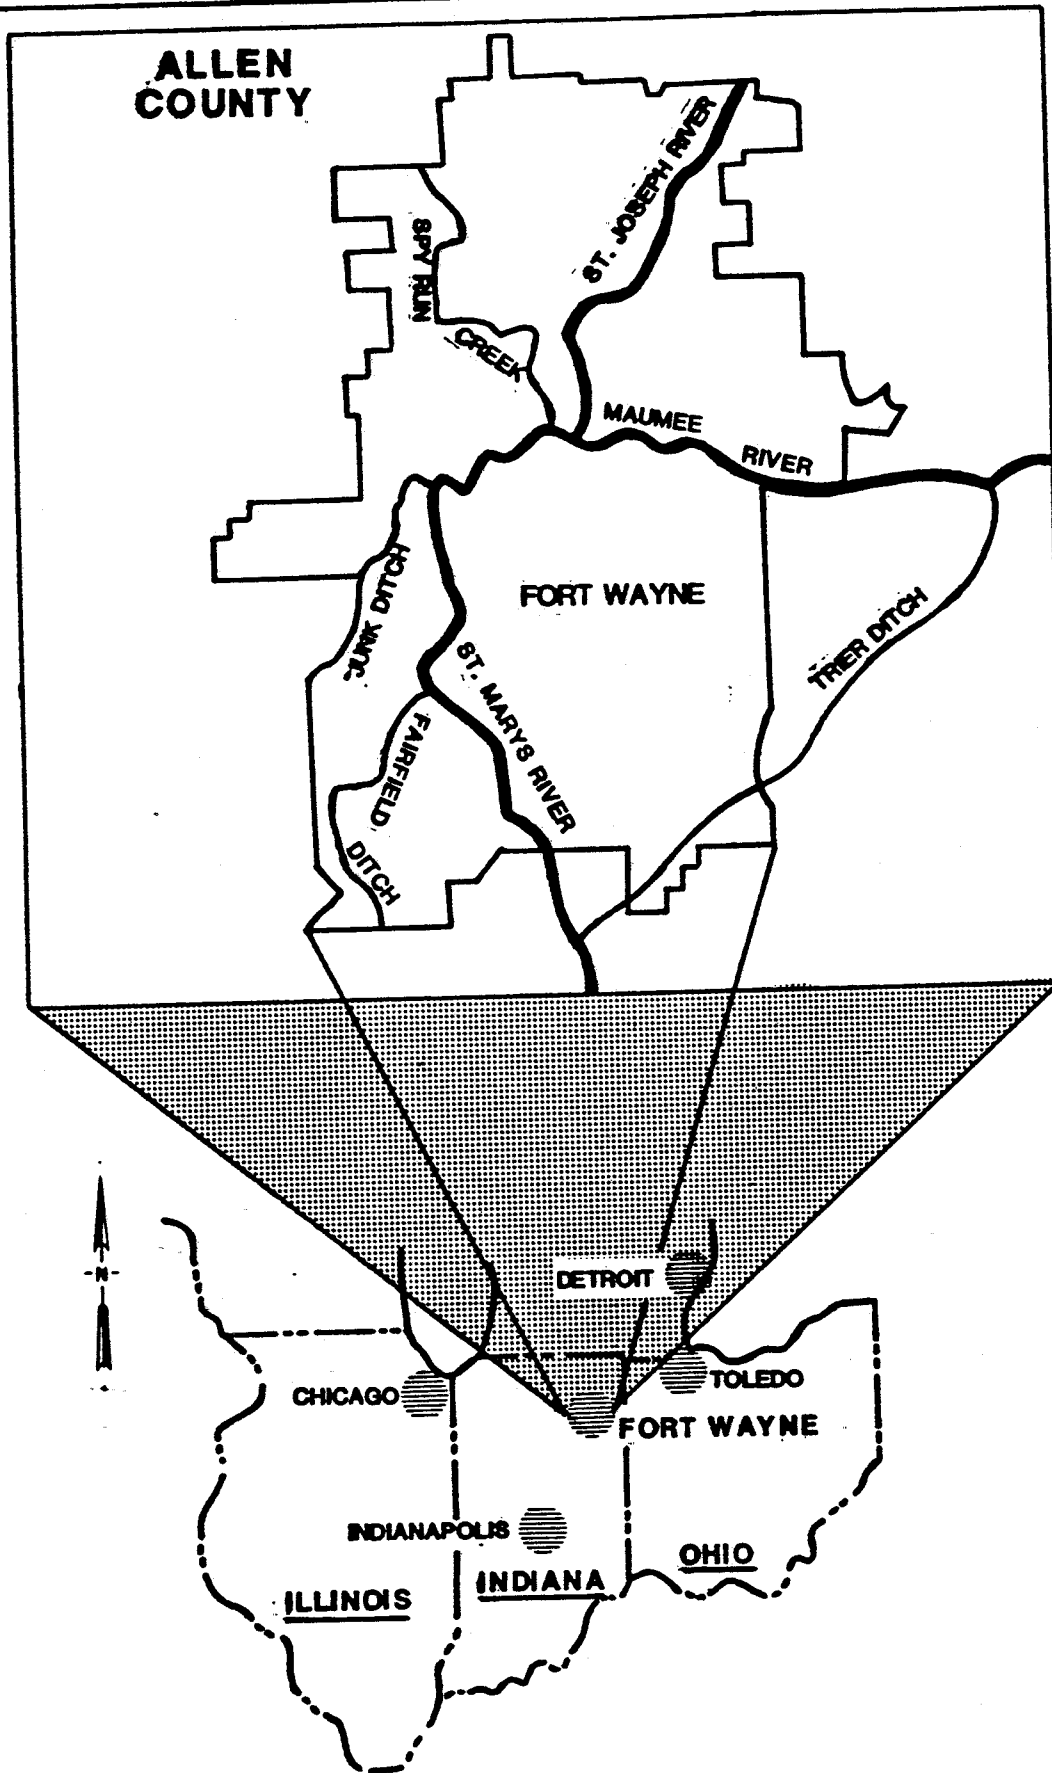 ALLEN
COUNTY
ST. JOSEPH RIVER
SPY RUN
CREEK
MAUMEE
RIVER
JUNK DITCH
FORT WAYNE
TRIER DITCH
ST. MARYS RIVER
FAIRFIELD
DITCH
N
DETROIT
CHICAGO
TOLEDO
FORT WAYNE
INDIANAPOLIS
OHIO
INDIANA
ILLINOIS